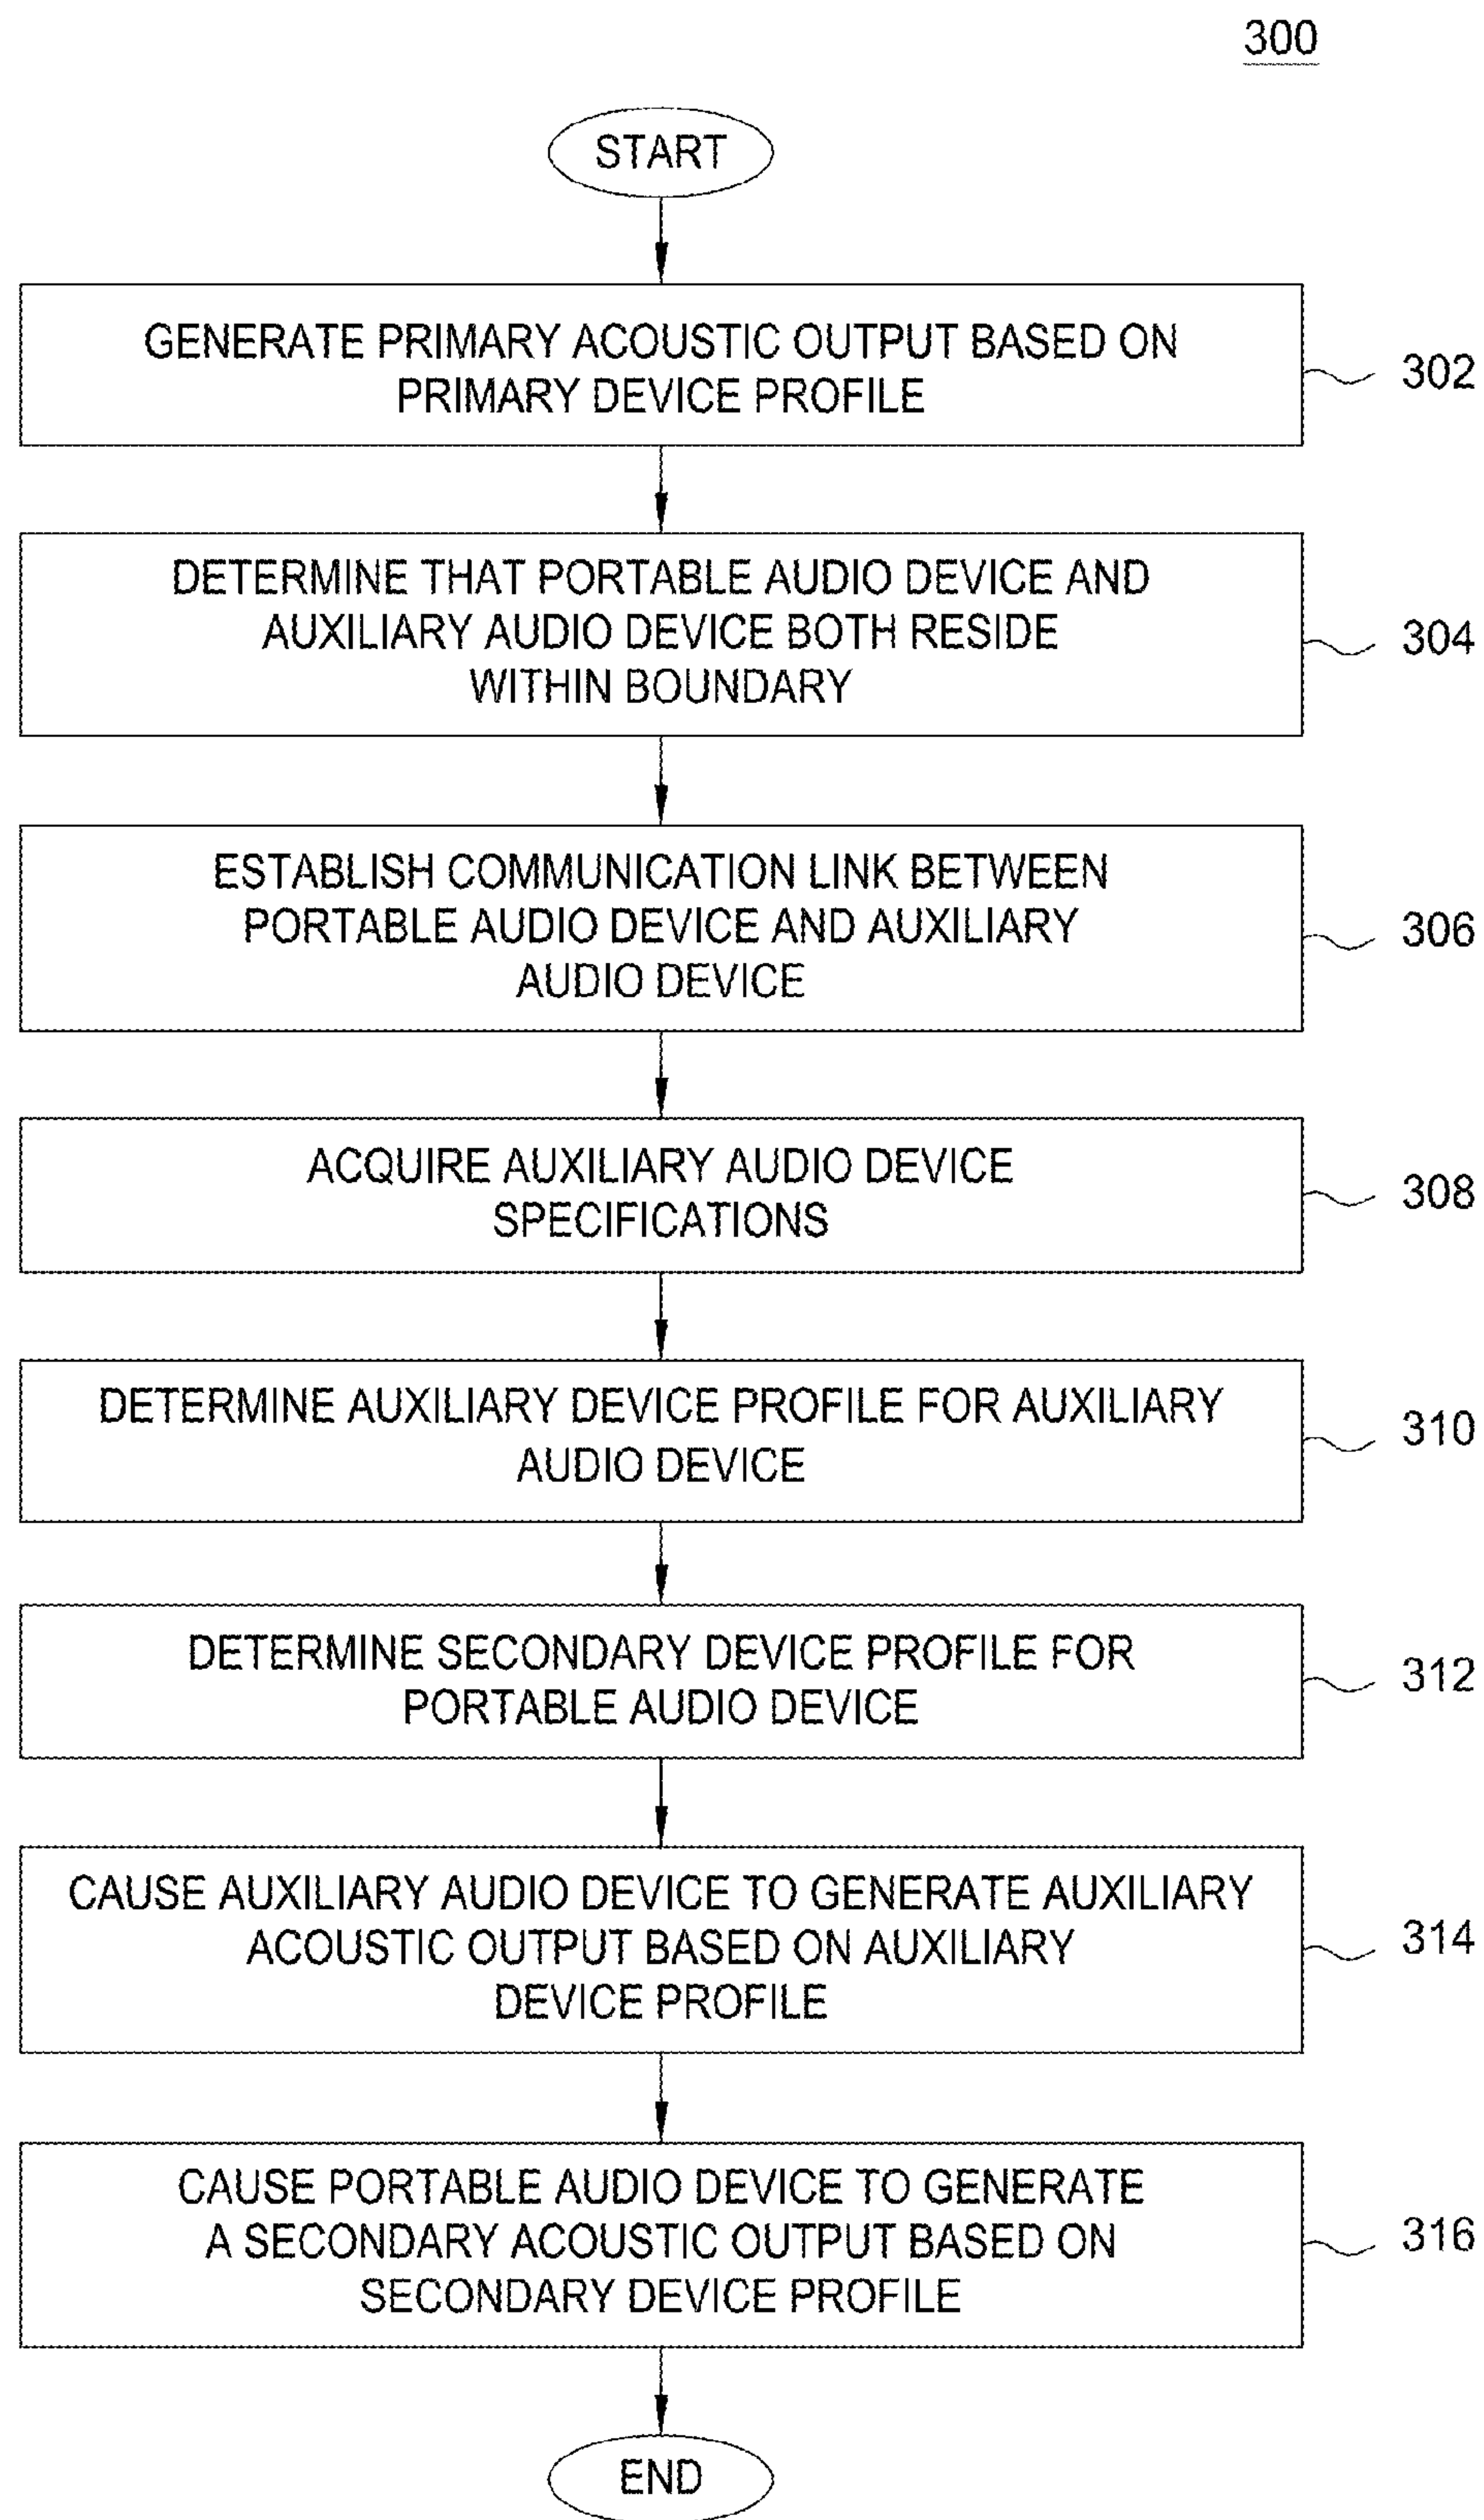 300
START
GENERATE PRIMARY ACOUSTIC OUTPUT BASED ON
PRIMARY DEVICE PROFILE
302
DETERMINE THAT PORTABLE AUDIO DEVICE AND
AUXILIARY AUDIO DEVICE BOTH RESIDE
WITHIN BOUNDARY
304
ESTABLISH COMMUNICATION LINK BETWEEN
PORTABLE AUDIO DEVICE AND AUXILIARY
AUDIO DEVICE
306
ACQUIRE AUXILIARY AUDIO DEVICE
SPECIFICATIONS
308
DETERMINE AUXILIARY DEVICE PROFILE FOR AUXILIARY
AUDIO DEVICE
310
DETERMINE SECONDARY DEVICE PROFILE FOR
PORTABLE AUDIO DEVICE
312
CAUSE AUXILIARY AUDIO DEVICE TO GENERATE AUXILIARY
ACOUSTIC OUTPUT BASED ON AUXILIARY
DEVICE PROFILE
314
CAUSE PORTABLE AUDIO DEVICE TO GENERATE
A SECONDARY ACOUSTIC OUTPUT BASED ON
SECONDARY DEVICE PROFILE
316
END